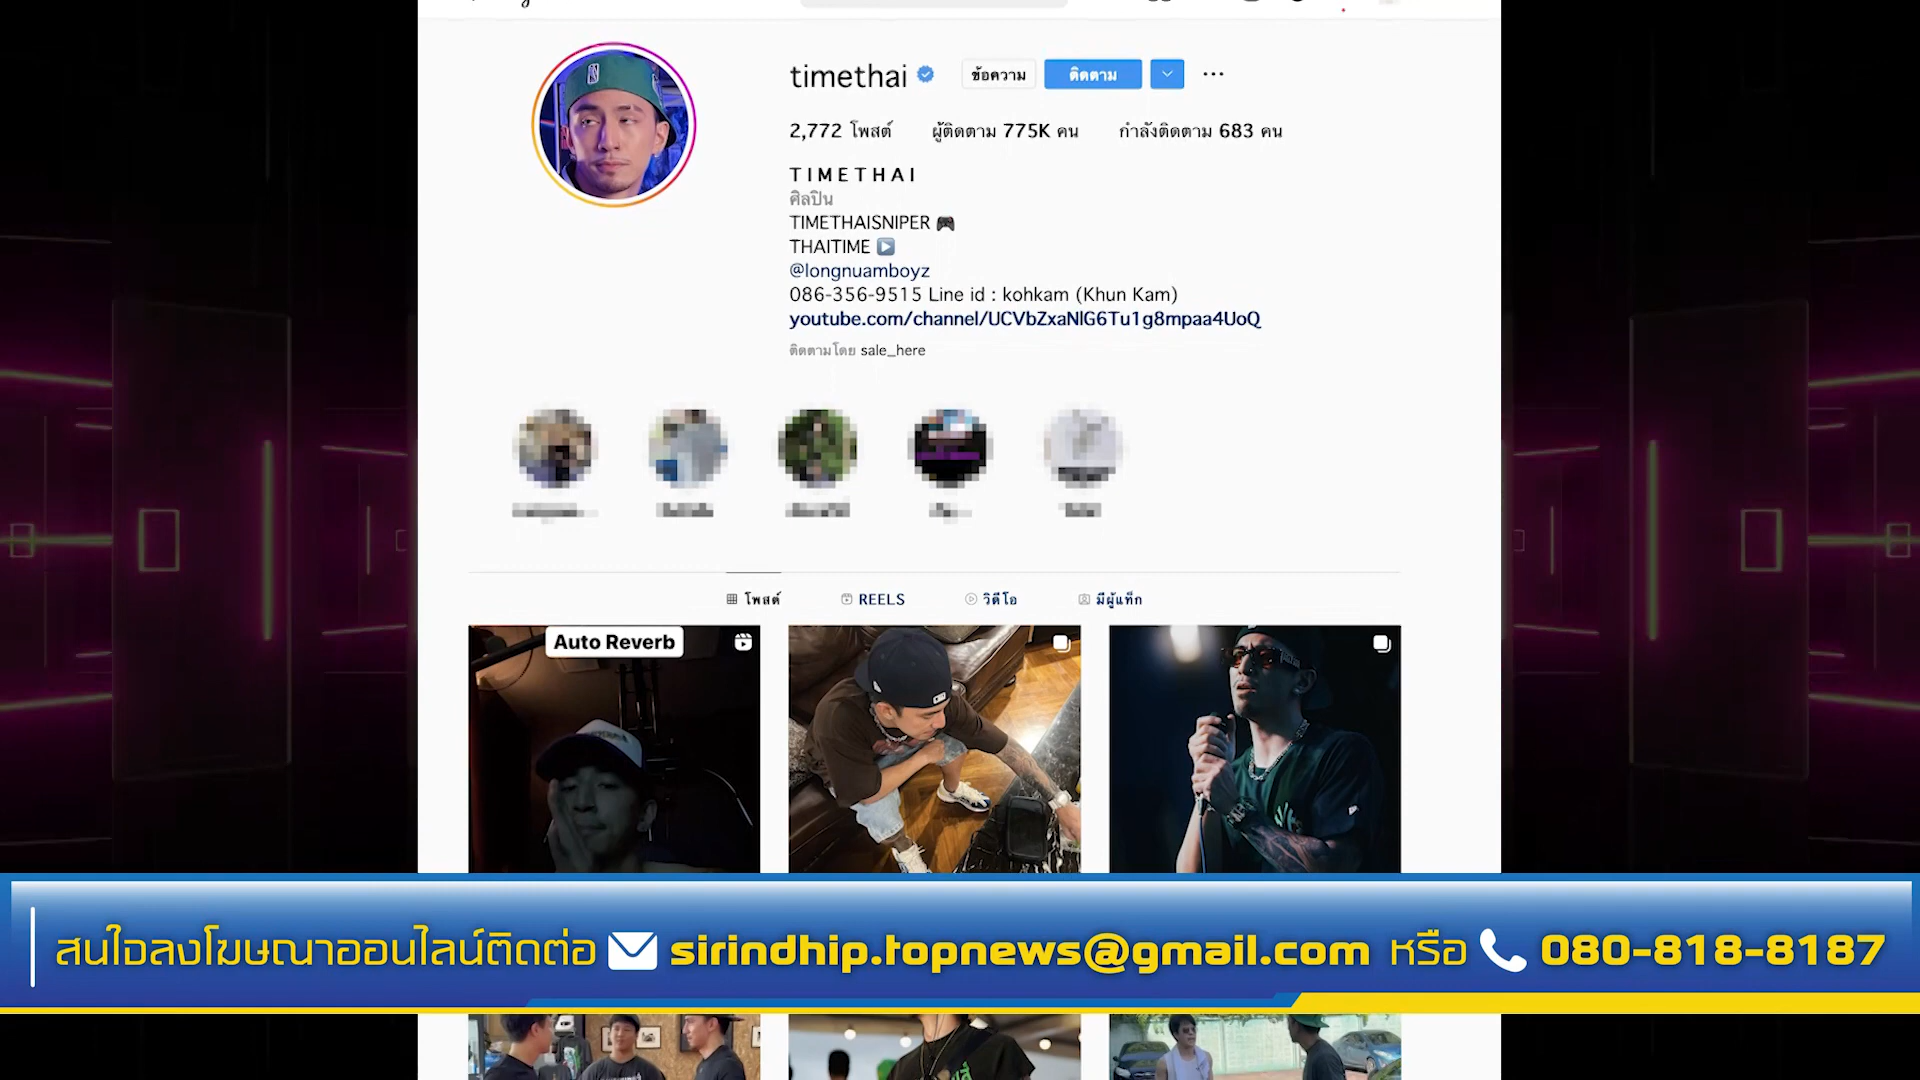 timethai
ข้อความ
ติดตาม
2,772 โพสต์
ผู้ติดตาม 775K คน
กำลังติดตาม 683 คน
T I M E T H A I
ศิลปิน
TIMETHAISNIPER
THAITIME
@longnuamboyz
086-356-9515 Line id : kohkam (Khun Kam)
youtube.com/channel/UCVbZxaNlG6Tu1g8mpaa4UoQ
ติดตามโดย sale_here
โพสต์
REELS
วิดีโอ
มีผู้แท็ก
Auto Reverb
สนใจลงโฆษณาออนไลน์ติดต่อ sirindhip.topnews@gmail.com หรือ 080-818-8187